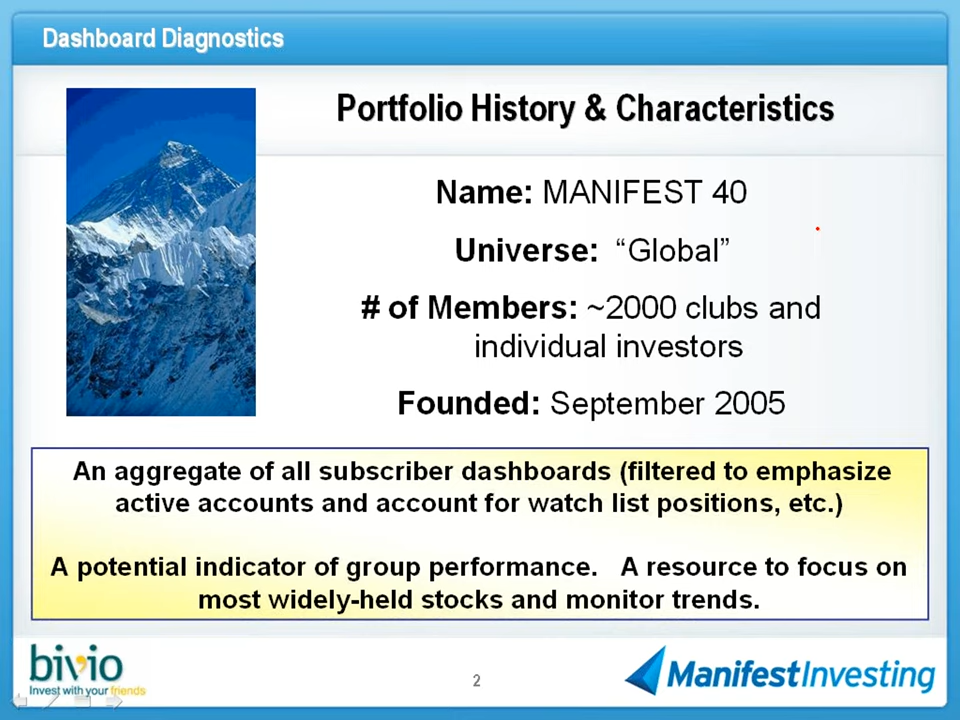 Dashboard Diagnostics
Portfolio History & Characteristics
Name: MANIFEST 40
Universe: “Global”
# of Members: ~2000 clubs and
individual investors
Founded: September 2005
An aggregate of all subscriber dashboards (filtered to emphasize
active accounts and account for watch list positions, etc.)
A potential indicator of group performance. A resource to focus on
most widely-held stocks and monitor trends.
bivio
Invest with your friends
2
ManifestInvesting